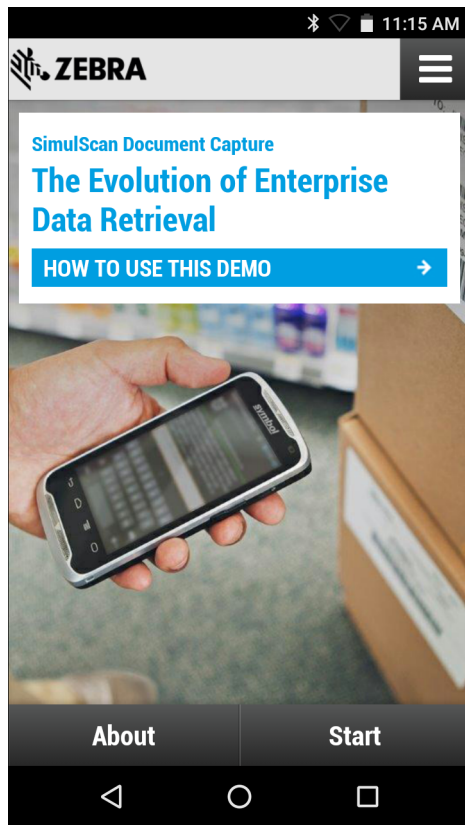 11:15 AM
ZEBRA
SimulScan Document Capture
The Evolution of Enterprise
Data Retrieval
HOW TO USE THIS DEMO
symbol
About
Start